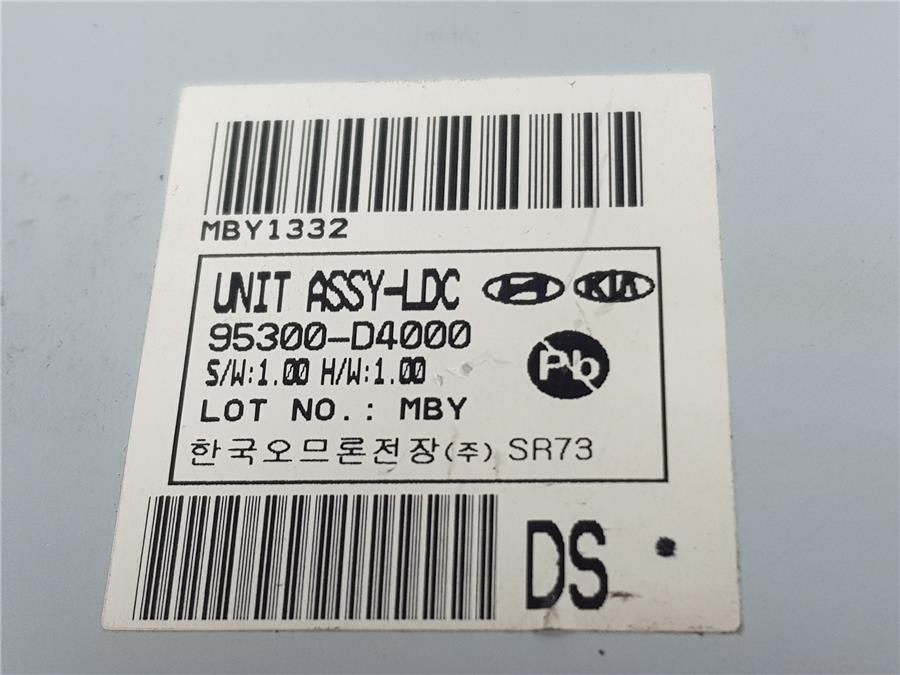 MBY1332
UNIT ASSY-LDC KIA
95300-D4000
S/W:1.00 H/W:1.00 Pb
LOT NO.: MBY
한국오므론전장(주) SR73
DS